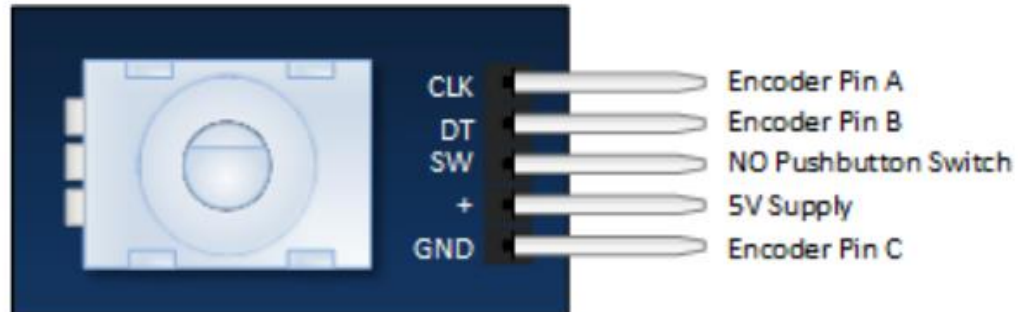 CLK Encoder Pin A
DT Encoder Pin B
SW NO Pushbutton Switch
+ 5V Supply
GND Encoder Pin C